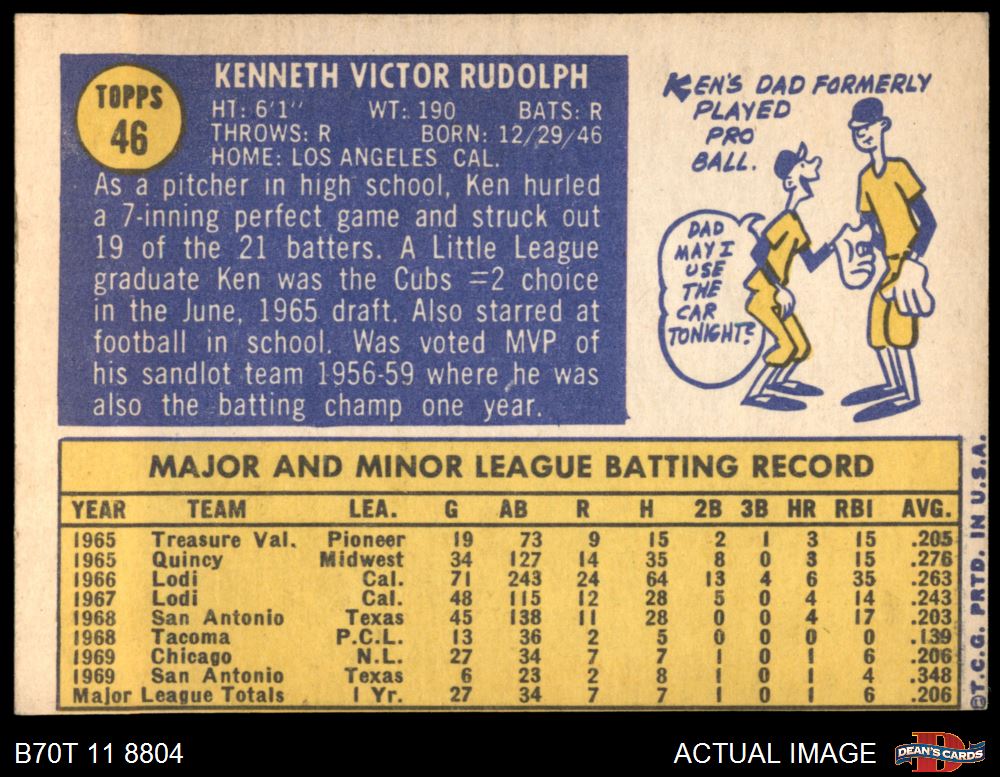 TOPPS
46
KENNETH VICTOR RUDOLPH
HT: 6'1" WT: 190 BATS: R
THROWS: R BORN: 12/29/46
HOME: LOS ANGELES CAL.
As a pitcher in high school, Ken hurled
a 7-inning perfect game and struck out
19 of the 21 batters. A Little League
graduate Ken was the Cubs =2 choice
in the June, 1965 draft. Also starred at
football in school. Was voted MVP of
his sandlot team 1956-59 where he was
also the batting champ one year.
KEN'S DAD FORMERLY
PLAYED
PRO
BALL.
DAD
MAY I
USE
THE
CAR
TONIGHT?
MAJOR AND MINOR LEAGUE BATTING RECORD
YEAR TEAM LEA. G AB R H 2B 3B HR RBI AVG.
1965 Treasure Val. Pioneer 19 73 9 15 2 1 3 15 .205
1965 Quincy Midwest 34 127 14 35 8 0 3 15 .276
1966 Lodi Cal. 71 243 24 64 13 4 6 35 .263
1967 Lodi Cal. 48 115 12 28 5 0 4 14 .243
1968 San Antonio Texas 45 138 11 28 0 0 4 17 .203
1968 Tacoma P.C.L. 13 36 2 5 0 0 0 0 .139
1969 Chicago N.L. 27 34 7 7 1 0 1 6 .206
1969 San Antonio Texas 6 23 2 8 1 0 1 4 .348
Major League Totals 1 Yr. 27 34 7 7 1 0 1 6 .206
©T.C.G. PRTD. IN U.S.A.
B70T 11 8804
ACTUAL IMAGE
DEAN'S CARDS